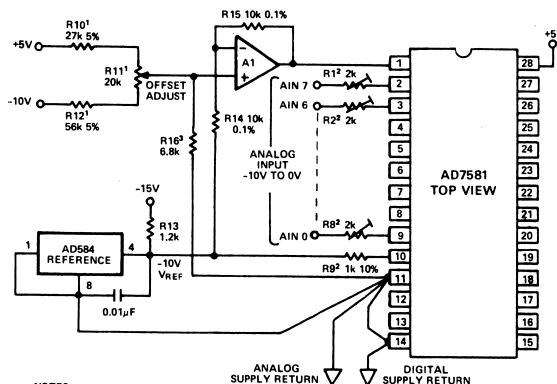 R15 10k 0.1%
R10¹
27k 5%
+5V
R11¹
20k
OFFSET
ADJUST
-10V
R12¹
56k 5%
A1
-
+
R14 10k
0.1%
R16³
6.8k
AIN 7
R1² 2k
AIN 6
R2² 2k
ANALOG
INPUT
-10V TO 0V
AIN 0
R8² 2k
R9² 1k 10%
-15V
R13
1.2k
AD584
REFERENCE
1
4
8
-10V
VREF
0.01µF
+5
AD7581
TOP VIEW
1
2
3
4
5
6
7
8
9
10
11
12
13
14
28
27
26
25
24
23
22
21
20
19
18
17
16
15
ANALOG
SUPPLY RETURN
DIGITAL
SUPPLY RETURN